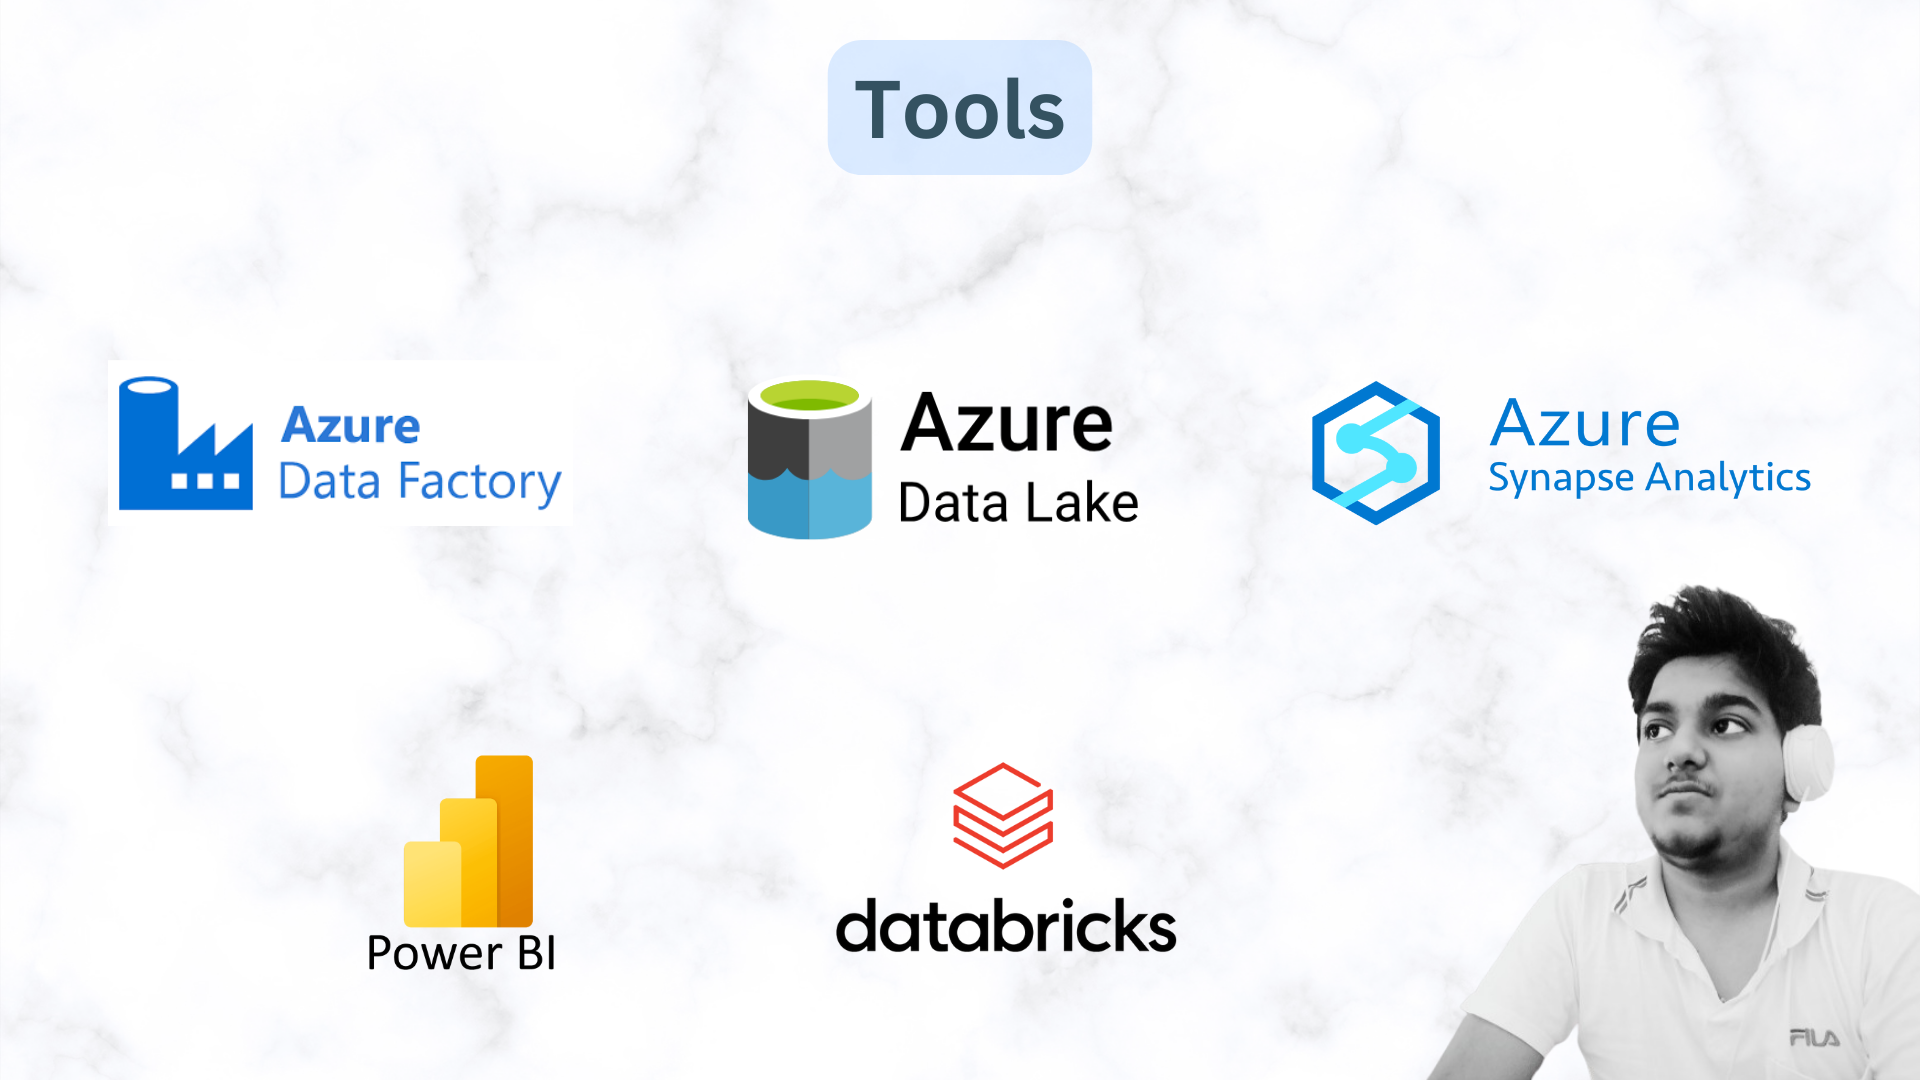 Tools
Azure
Data Factory
Azure
Data Lake
Azure
Synapse Analytics
Power BI
databricks
FILA